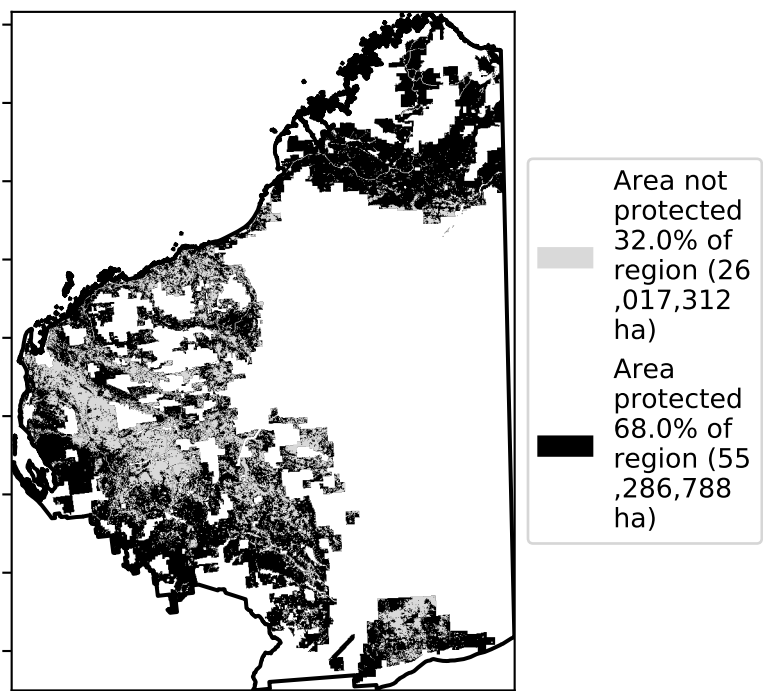 Area not
protected
32.0% of
region (26
,017,312
ha)
Area
protected
68.0% of
region (55
,286,788
ha)